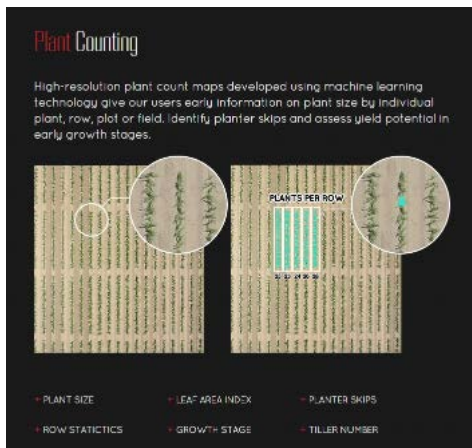 Plant Counting
High-resolution plant count maps developed using machine learning
technology give our users early information on plant size by individual
plant, row, plot or field. Identify planter skips and assess yield potential in
early growth stages.
PLANTS PER ROW
+ PLANT SIZE
+ LEAF AREA INDEX
+ PLANTER SKIPS
+ ROW STATICTICS
+ GROWTH STAGE
+ TILLER NUMBER